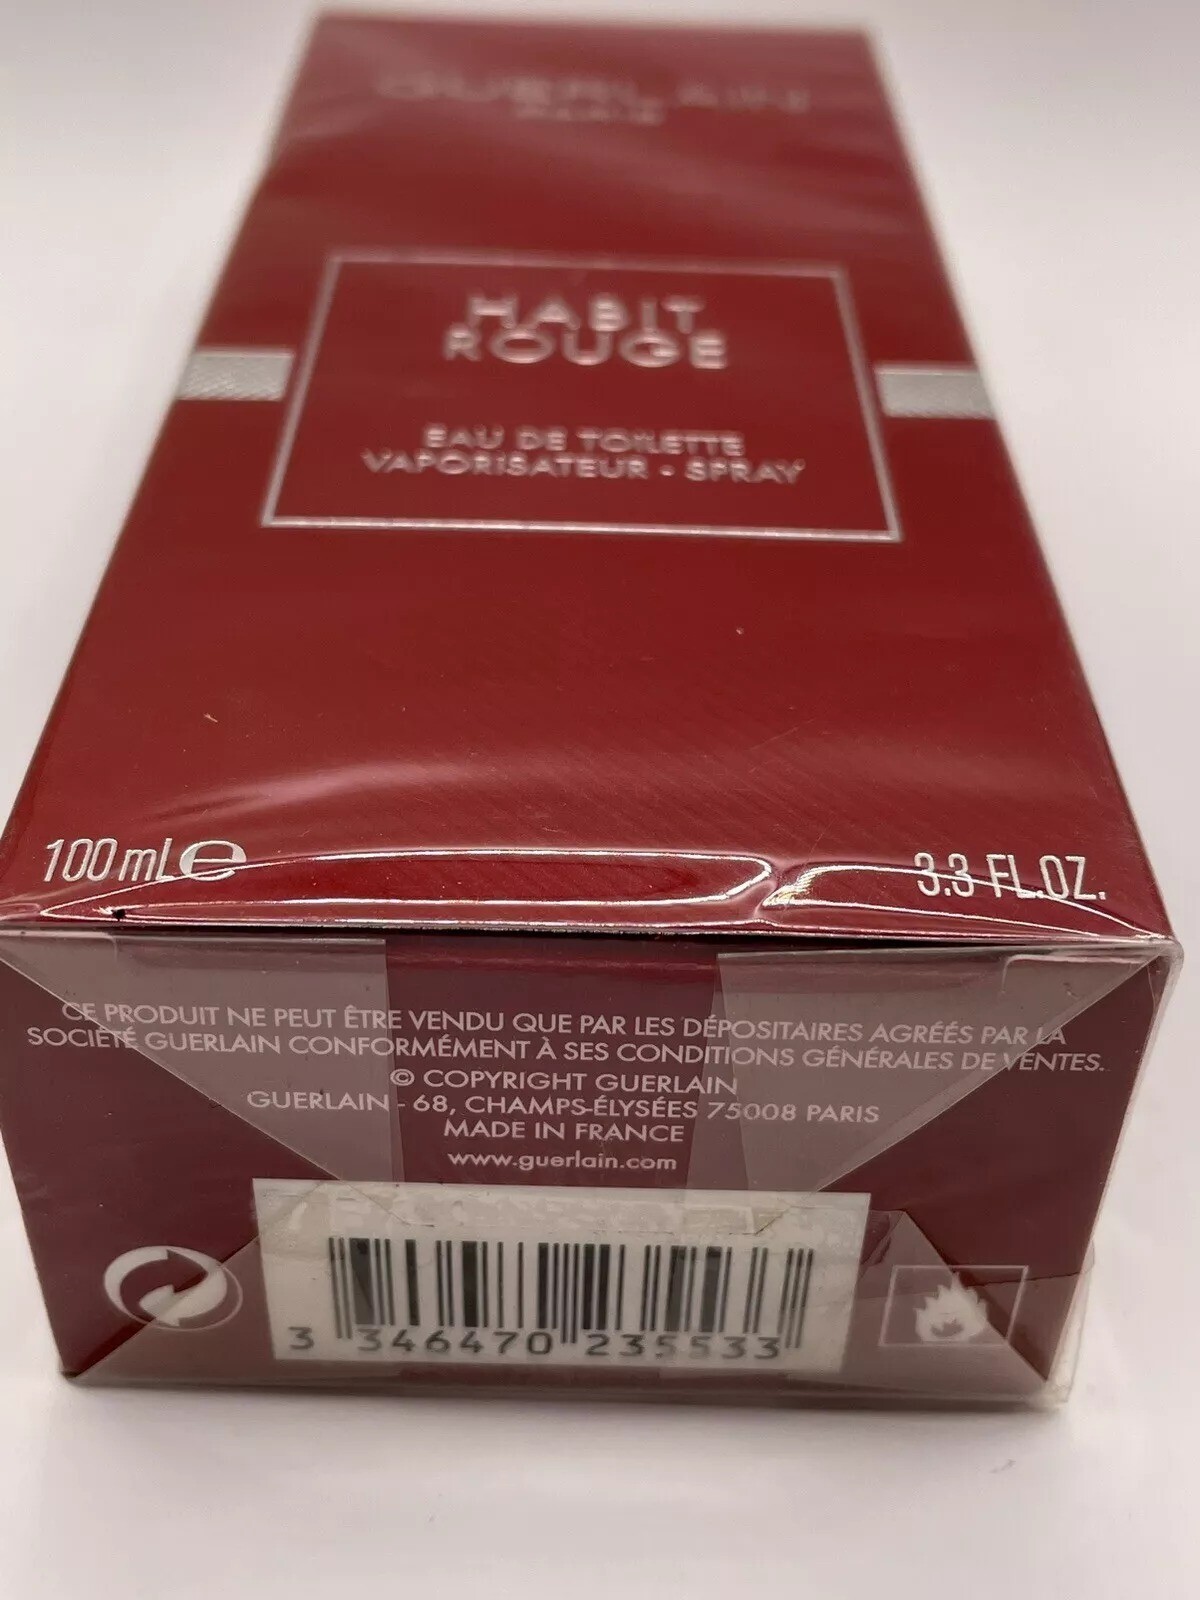 GUERLAIN
PARIS
HABIT
ROUGE
EAU DE TOILETTE
VAPORISATEUR · SPRAY
100 ml ℮
3.3 FL.OZ.
CE PRODUIT NE PEUT ÊTRE VENDU QUE PAR LES DÉPOSITAIRES AGRÉÉS PAR LA
SOCIÉTÉ GUERLAIN CONFORMÉMENT À SES CONDITIONS GÉNÉRALES DE VENTES.
© COPYRIGHT GUERLAIN
GUERLAIN - 68, CHAMPS-ÉLYSÉES 75008 PARIS
MADE IN FRANCE
www.guerlain.com
3 346470 235533